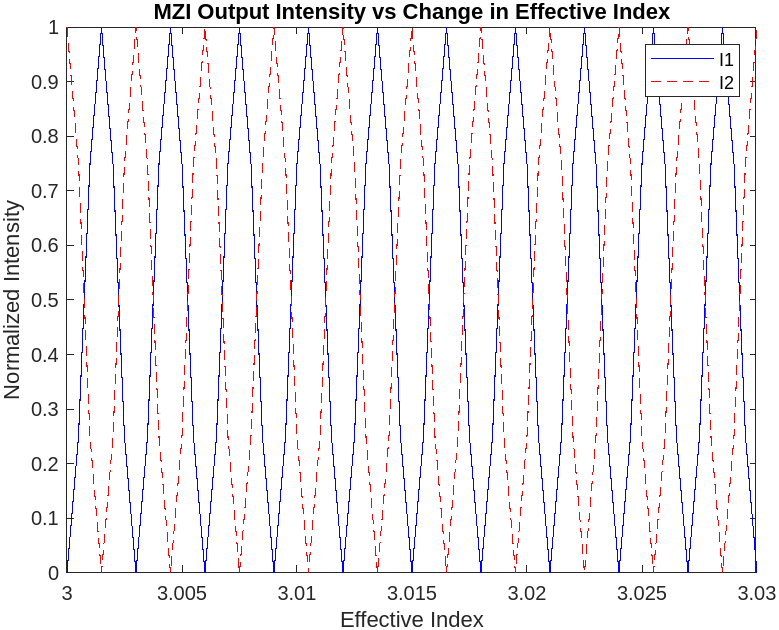 MZI Output Intensity vs Change in Effective Index
1
0.9
0.8
0.7
0.6
0.5
0.4
0.3
0.2
0.1
0
Normalized Intensity
I1
I2
3 3.005 3.01 3.015 3.02 3.025 3.03
Effective Index